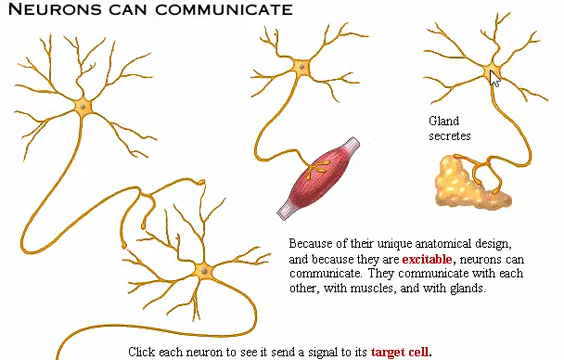 NEURONS CAN COMMUNICATE
Gland
secretes
Because of their unique anatomical design,
and because they are excitable, neurons can
communicate. They communicate with each
other, with muscles, and with glands.
Click each neuron to see it send a signal to its target cell.